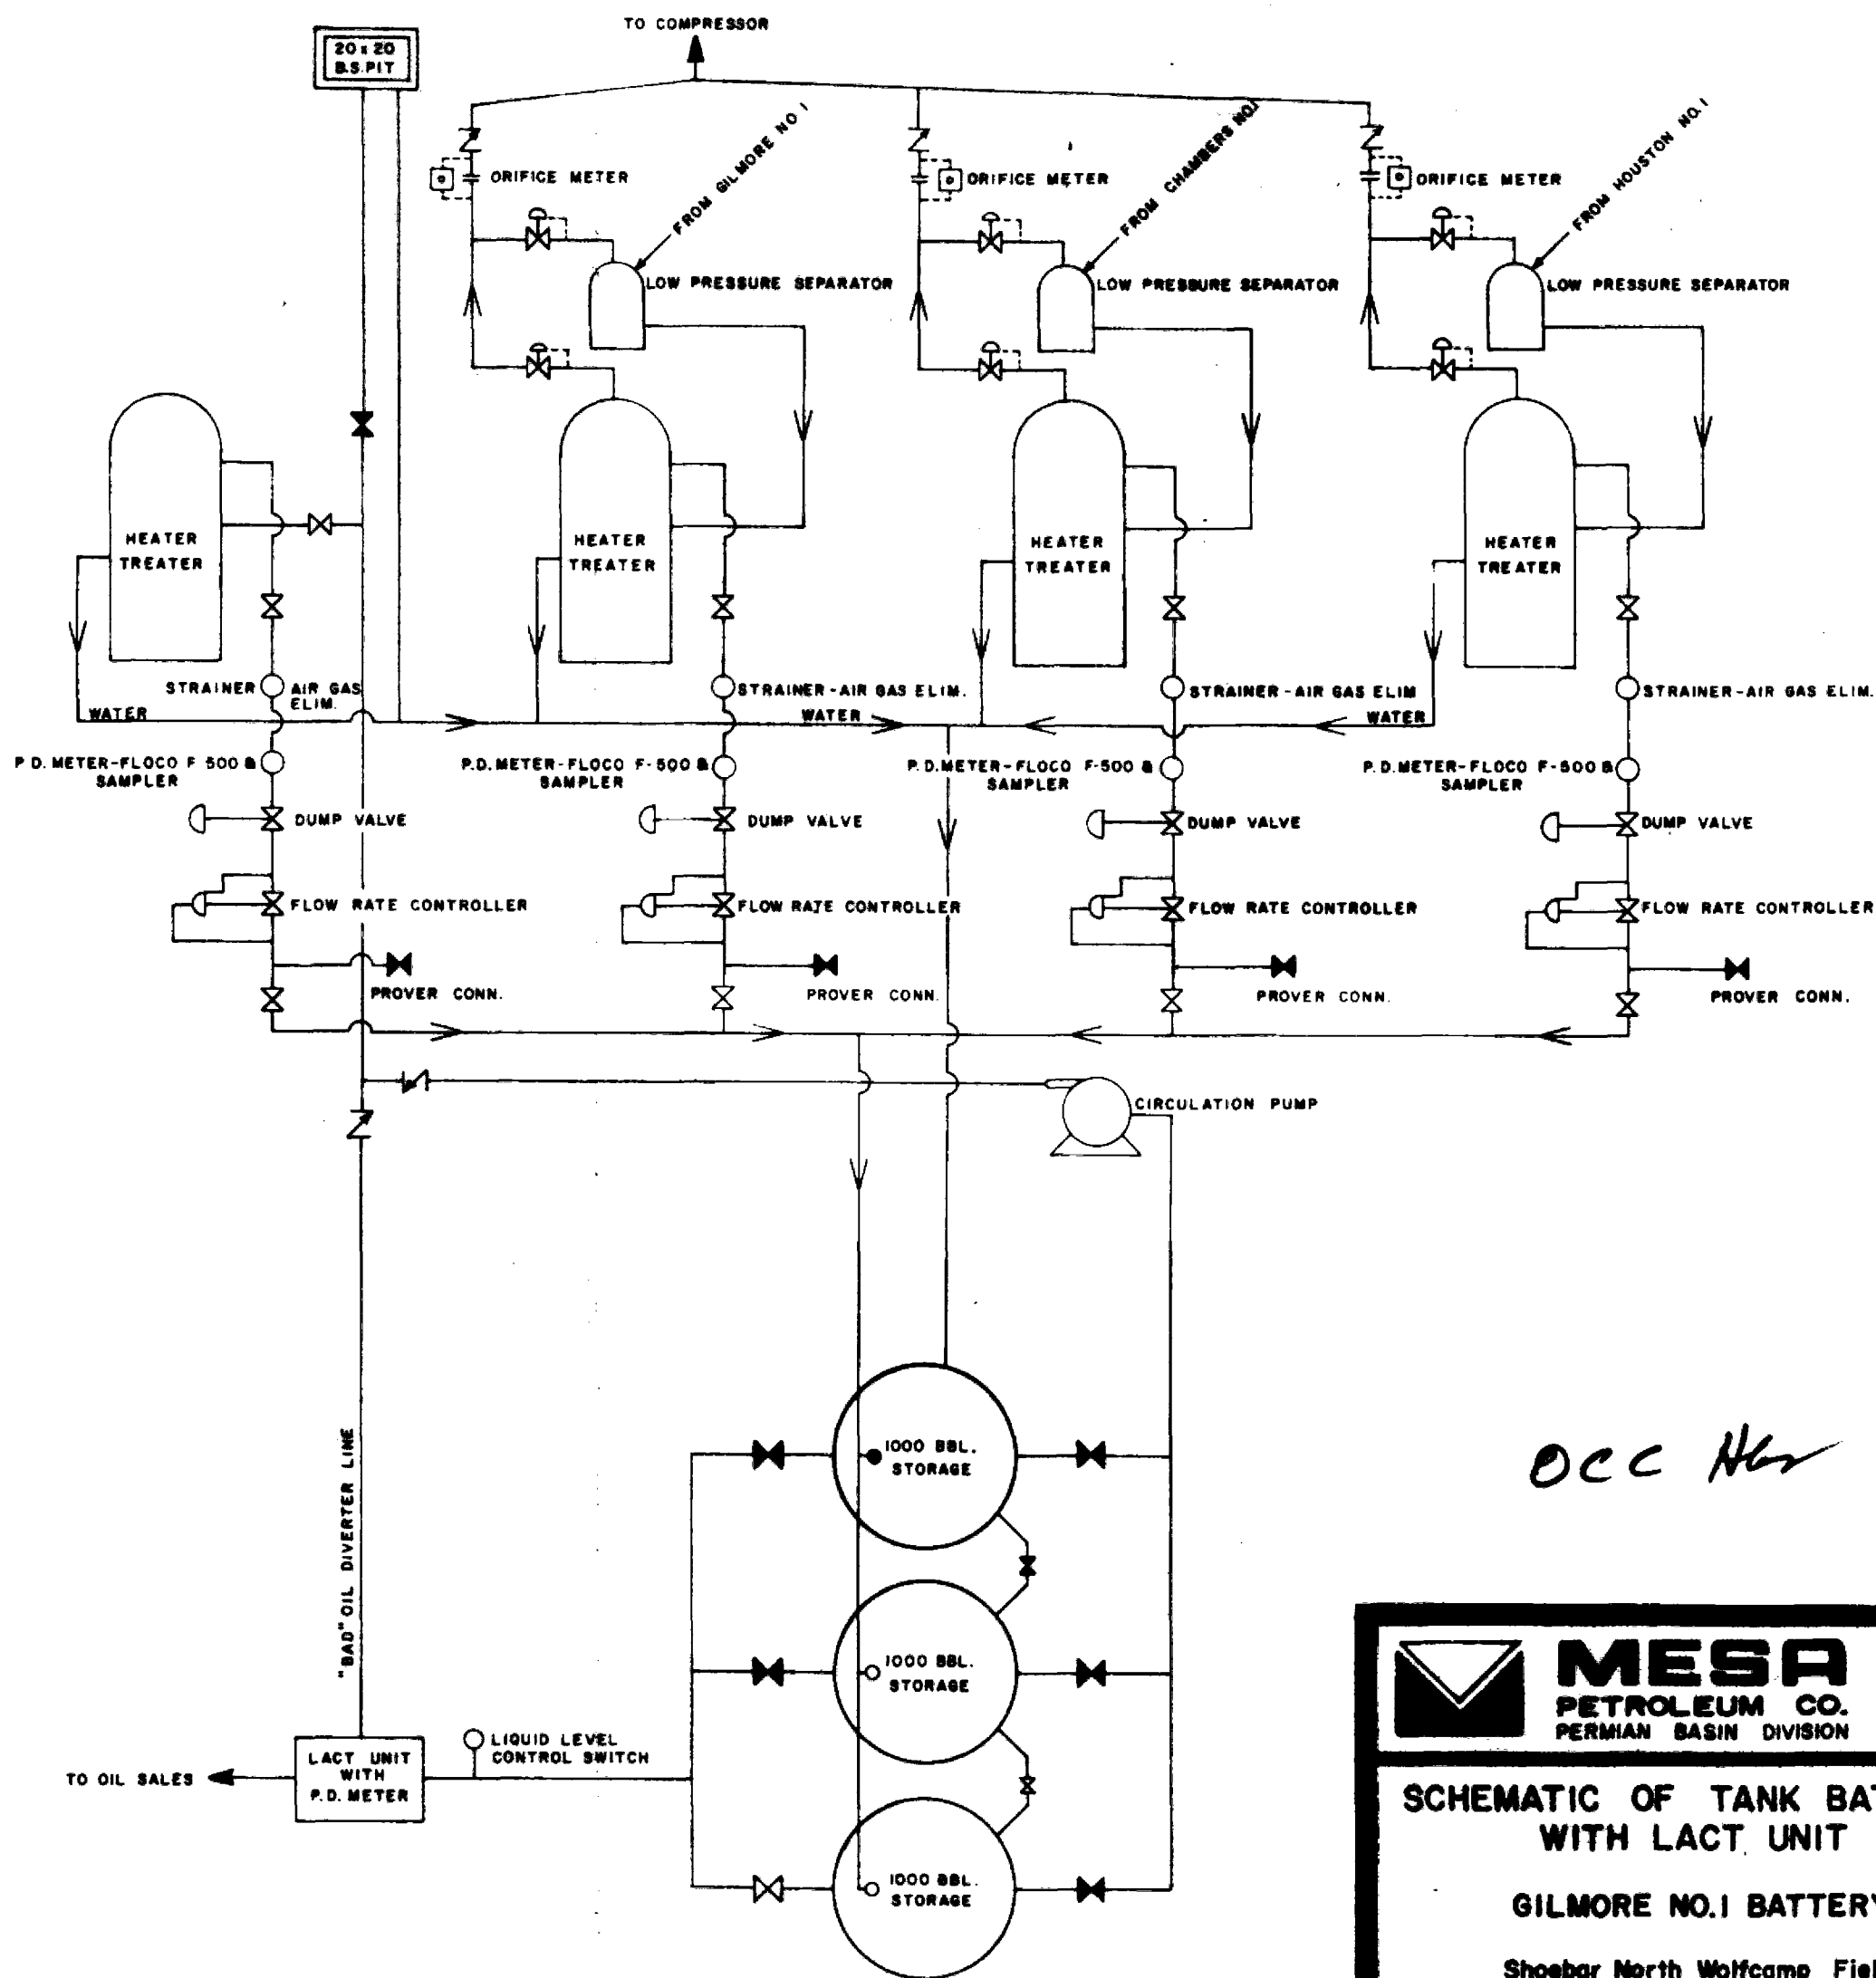 TO COMPRESSOR
20 x 20
B.S. PIT
FROM GILMORE NO. 1
FROM CHAMBERS NO.1
FROM HOUSTON NO.1
ORIFICE METER
ORIFICE METER
ORIFICE METER
LOW PRESSURE SEPARATOR
LOW PRESSURE SEPARATOR
LOW PRESSURE SEPARATOR
HEATER
TREATER
HEATER
TREATER
HEATER
TREATER
HEATER
TREATER
STRAINER
AIR GAS
ELIM.
STRAINER-AIR GAS ELIM.
STRAINER-AIR GAS ELIM
STRAINER-AIR GAS ELIM.
WATER
WATER
WATER
P.D. METER-FLOCO F-500 &
SAMPLER
P.D. METER-FLOCO F-500 &
SAMPLER
P.D. METER-FLOCO F-500 &
SAMPLER
P.D. METER-FLOCO F-500 &
SAMPLER
DUMP VALVE
DUMP VALVE
DUMP VALVE
DUMP VALVE
FLOW RATE CONTROLLER
FLOW RATE CONTROLLER
FLOW RATE CONTROLLER
FLOW RATE CONTROLLER
PROVER CONN.
PROVER CONN.
PROVER CONN.
PROVER CONN.
CIRCULATION PUMP
"BAD" OIL DIVERTER LINE
1000 BBL.
STORAGE
1000 BBL.
STORAGE
1000 BBL.
STORAGE
LIQUID LEVEL
CONTROL SWITCH
LACT UNIT
WITH
P.D. METER
TO OIL SALES
OCC
MESA
PETROLEUM CO.
PERMIAN BASIN DIVISION
SCHEMATIC OF TANK BAT
WITH LACT UNIT
GILMORE NO.1 BATTERY
Shoebar North Wolfcamp Fiel